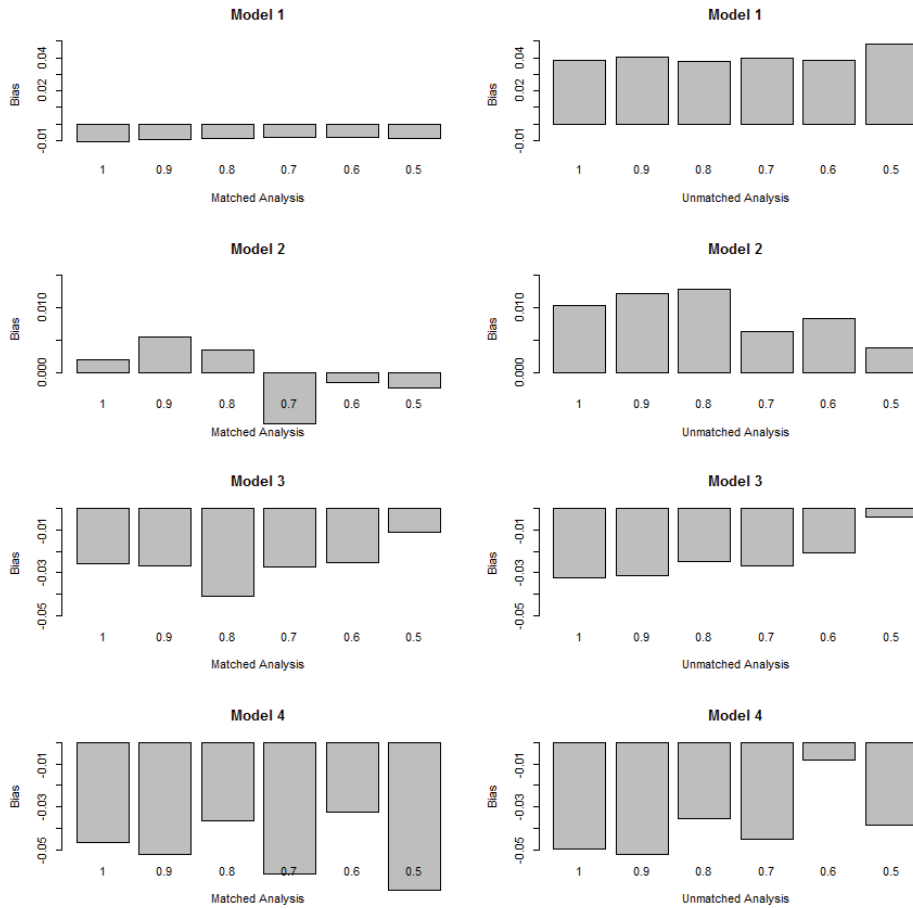 Model 1
Bias
0.04
0.02
-0.01
1 0.9 0.8 0.7 0.6 0.5
Matched Analysis
Model 1
Bias
0.04
0.02
-0.01
1 0.9 0.8 0.7 0.6 0.5
Unmatched Analysis
Model 2
Bias
0.010
0.000
1 0.9 0.8 0.7 0.6 0.5
Matched Analysis
Model 2
Bias
0.010
0.000
1 0.9 0.8 0.7 0.6 0.5
Unmatched Analysis
Model 3
Bias
-0.01
-0.03
-0.05
1 0.9 0.8 0.7 0.6 0.5
Matched Analysis
Model 3
Bias
-0.01
-0.03
-0.05
1 0.9 0.8 0.7 0.6 0.5
Unmatched Analysis
Model 4
Bias
-0.01
-0.03
-0.05
1 0.9 0.8 0.7 0.6 0.5
Matched Analysis
Model 4
Bias
-0.01
-0.03
-0.05
1 0.9 0.8 0.7 0.6 0.5
Unmatched Analysis